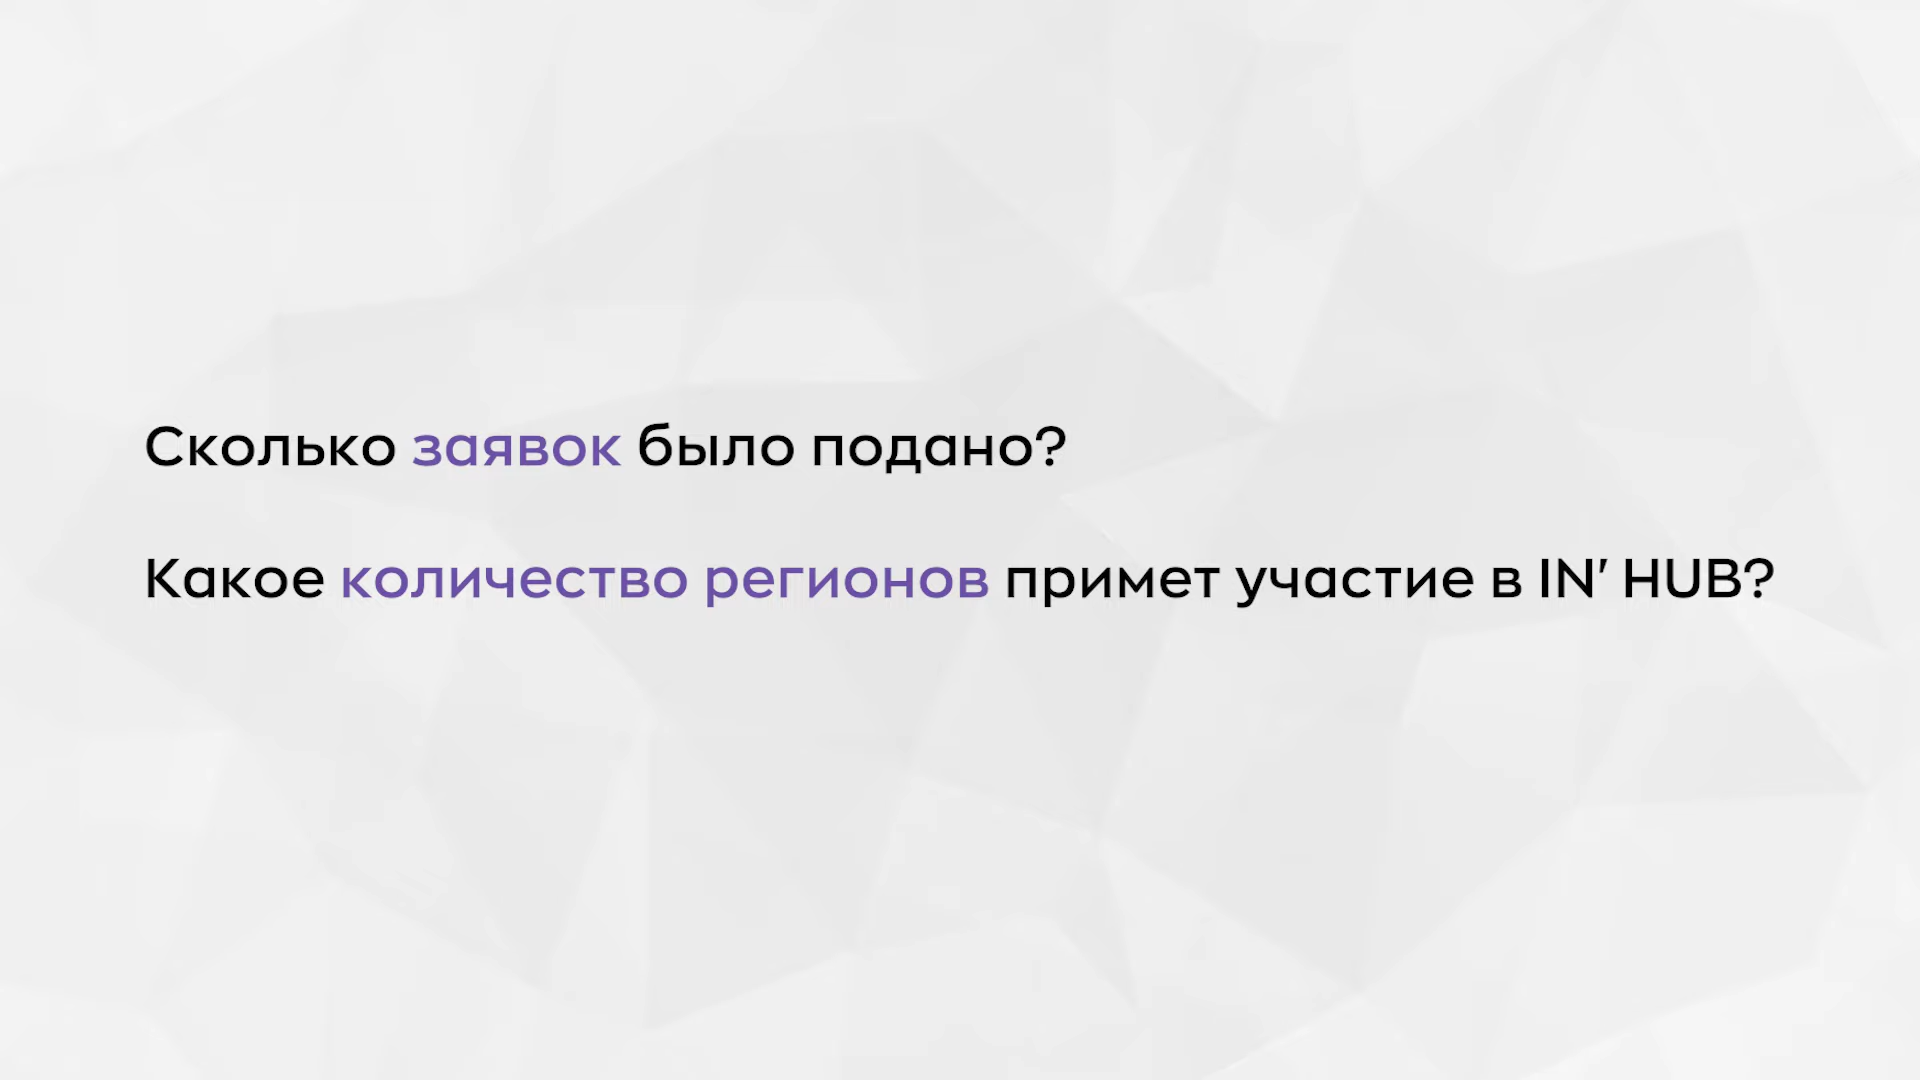 Сколько заявок было подано?
Какое количество регионов примет участие в IN' HUB?